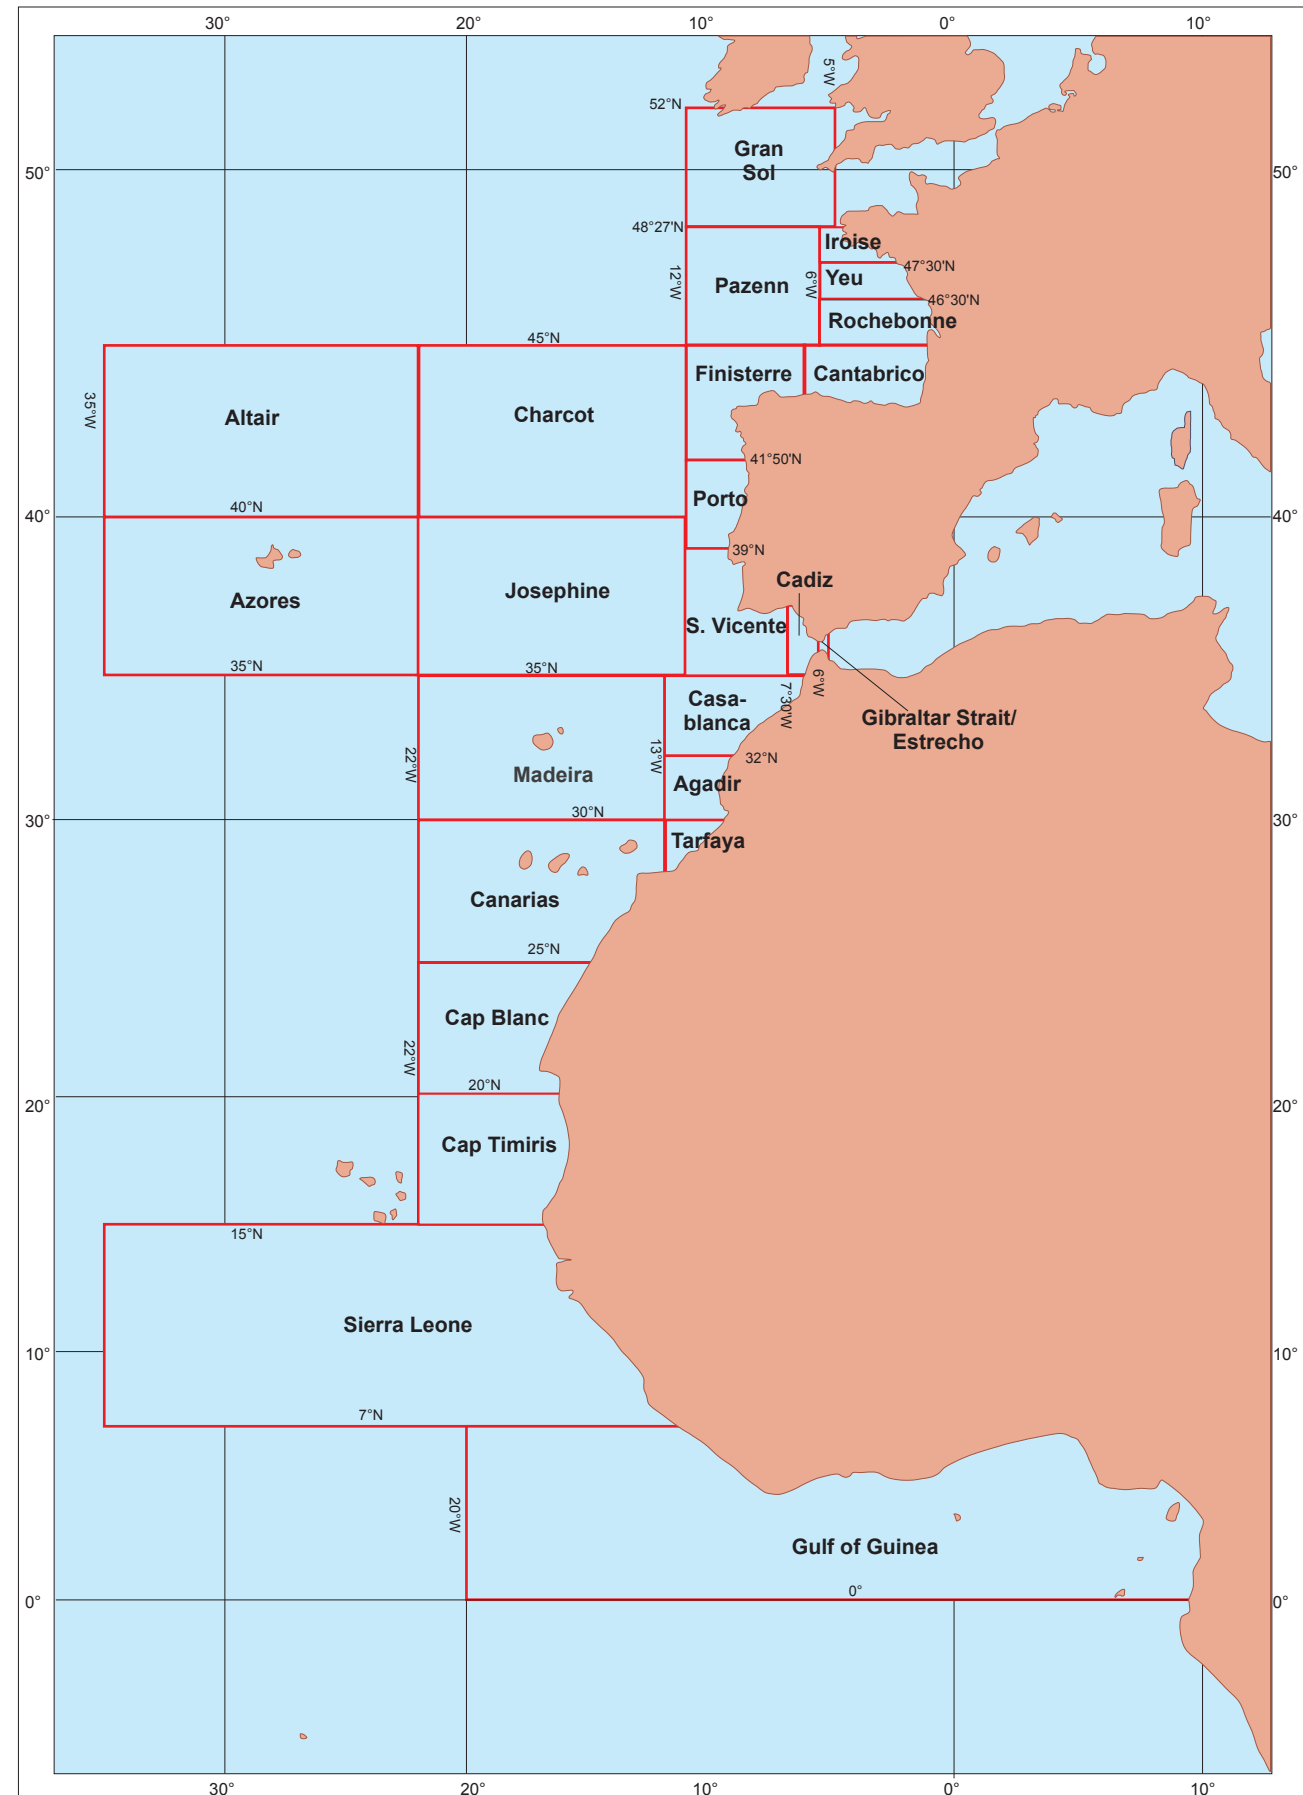 30°
20°
10°
0°
10°
5°W
52°N
Gran
Sol
50°
50°
48°27'N
Iroise
47°30'N
12°W
Pazenn
6°W
Yeu
46°30'N
Rochebonne
45°N
Finisterre
Cantabrico
35°W
Altair
Charcot
41°50'N
Porto
40°N
40°
40°
39°N
Cadiz
Azores
Josephine
S. Vicente
35°N
35°N
6°W
7°30'W
Casa-
blanca
Gibraltar Strait/
Estrecho
22°W
13°W
32°N
Madeira
Agadir
30°N
30°
30°
Tarfaya
Canarias
25°N
Cap Blanc
22°W
20°N
20°
20°
Cap Timiris
15°N
Sierra Leone
10°
10°
7°N
20°W
Gulf of Guinea
0°
0°
0°
30°
20°
10°
0°
10°